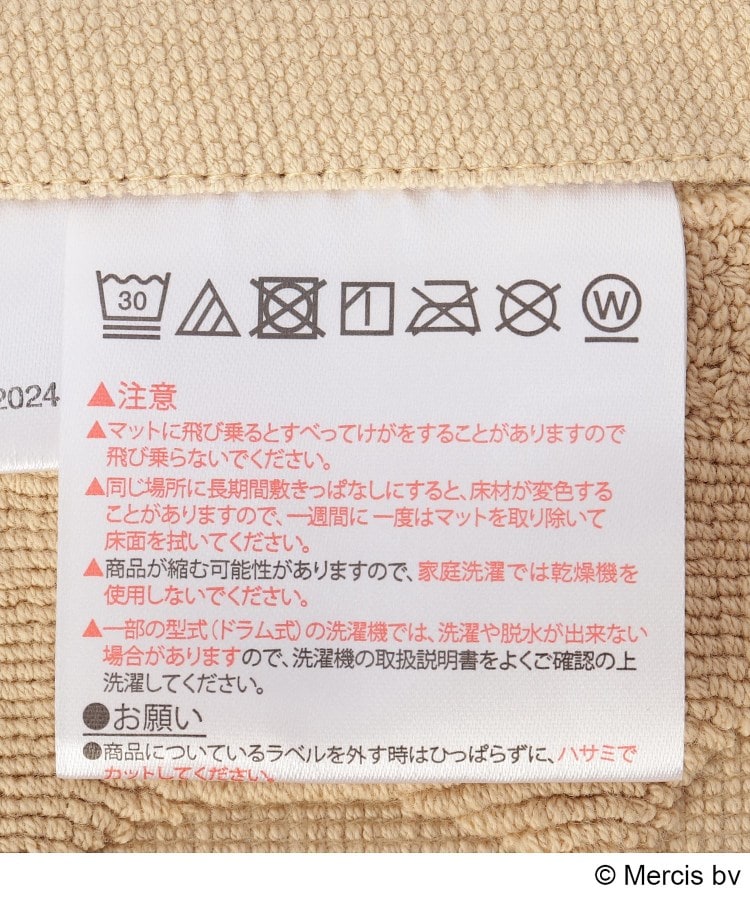 30
W
2024
▲注意
▲マットに飛び乗るとすべってけがをすることがありますので
飛び乗らないでください。
▲同じ場所に長期間敷きっぱなしにすると、床材が変色する
ことがありますので、一週間に一度はマットを取り除いて
床面を拭いてください。
▲商品が縮む可能性がありますので、家庭洗濯では乾燥機を
使用しないでください。
▲一部の型式(ドラム式)の洗濯機では、洗濯や脱水が出来ない
場合がありますので、洗濯機の取扱説明書をよくご確認の上
洗濯してください。
●お願い
●商品についているラベルを外す時はひっぱらずに、ハサミで
カットしてください。
© Mercis bv